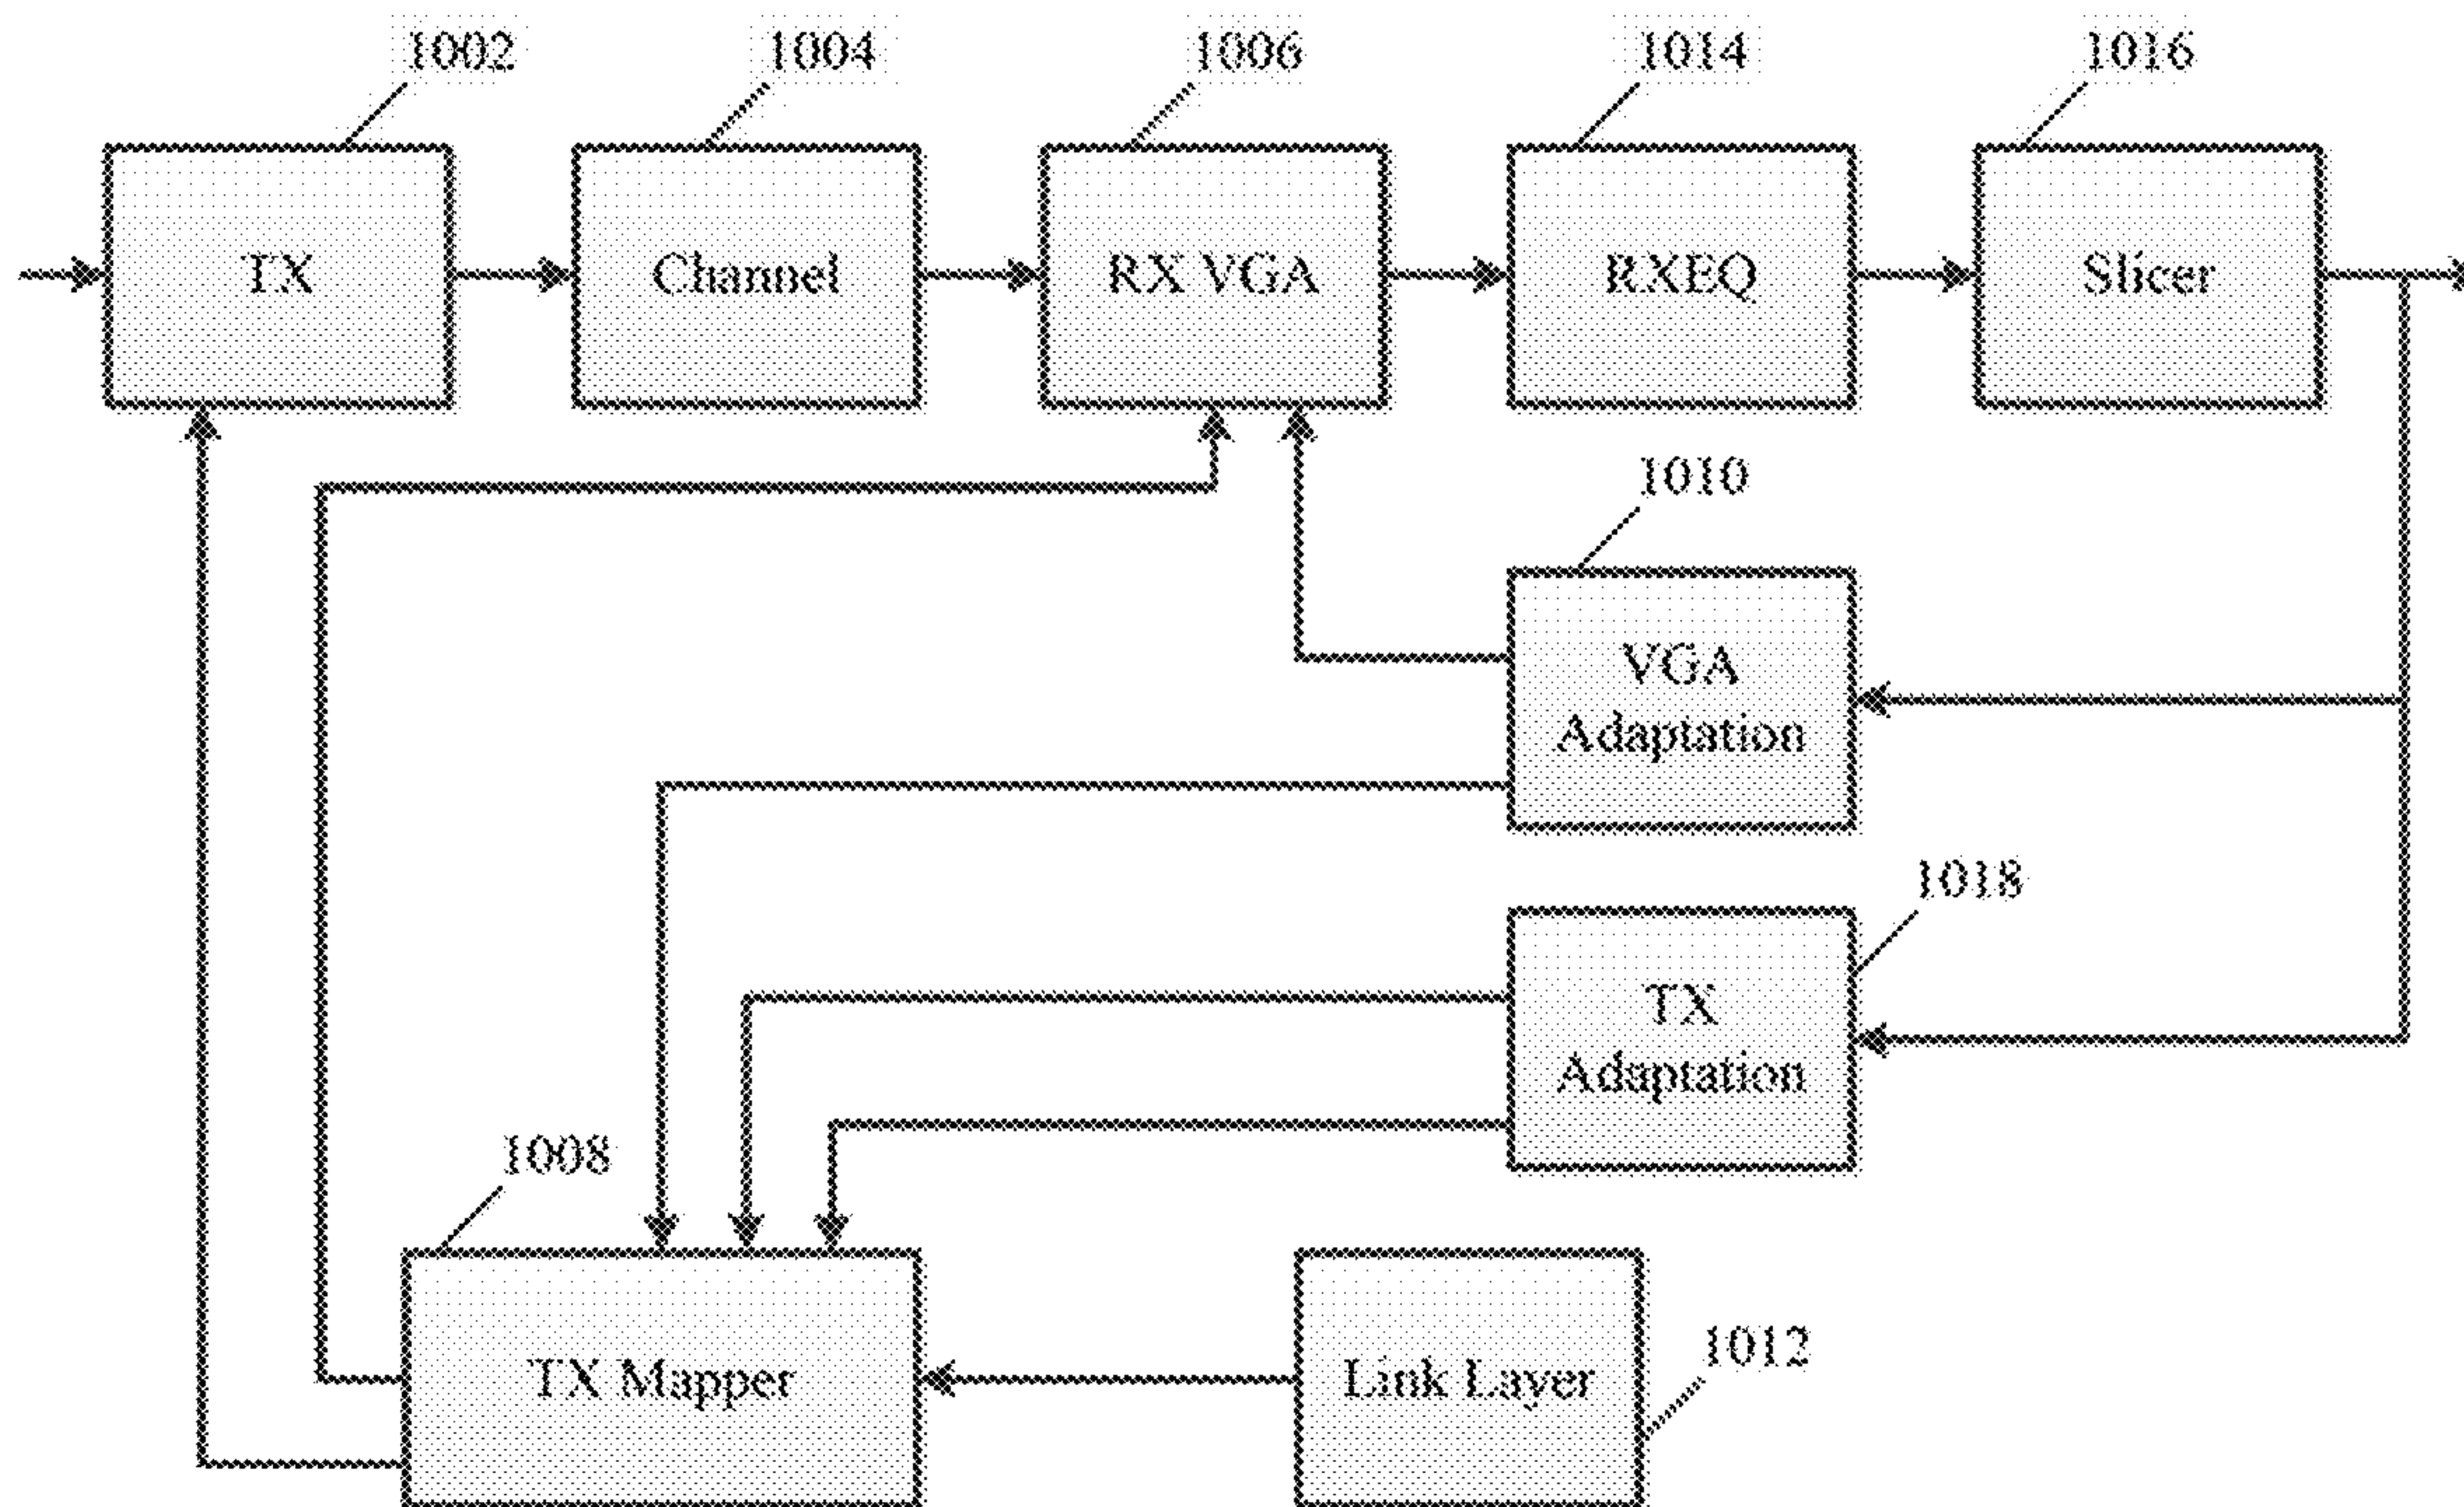 1002
1004
1006
1014
1016
TX
Channel
RX VGA
RXEQ
Slicer
1010
VGA
Adaptation
1018
TX
Adaptation
1008
TX Mapper
Link Layer
1012